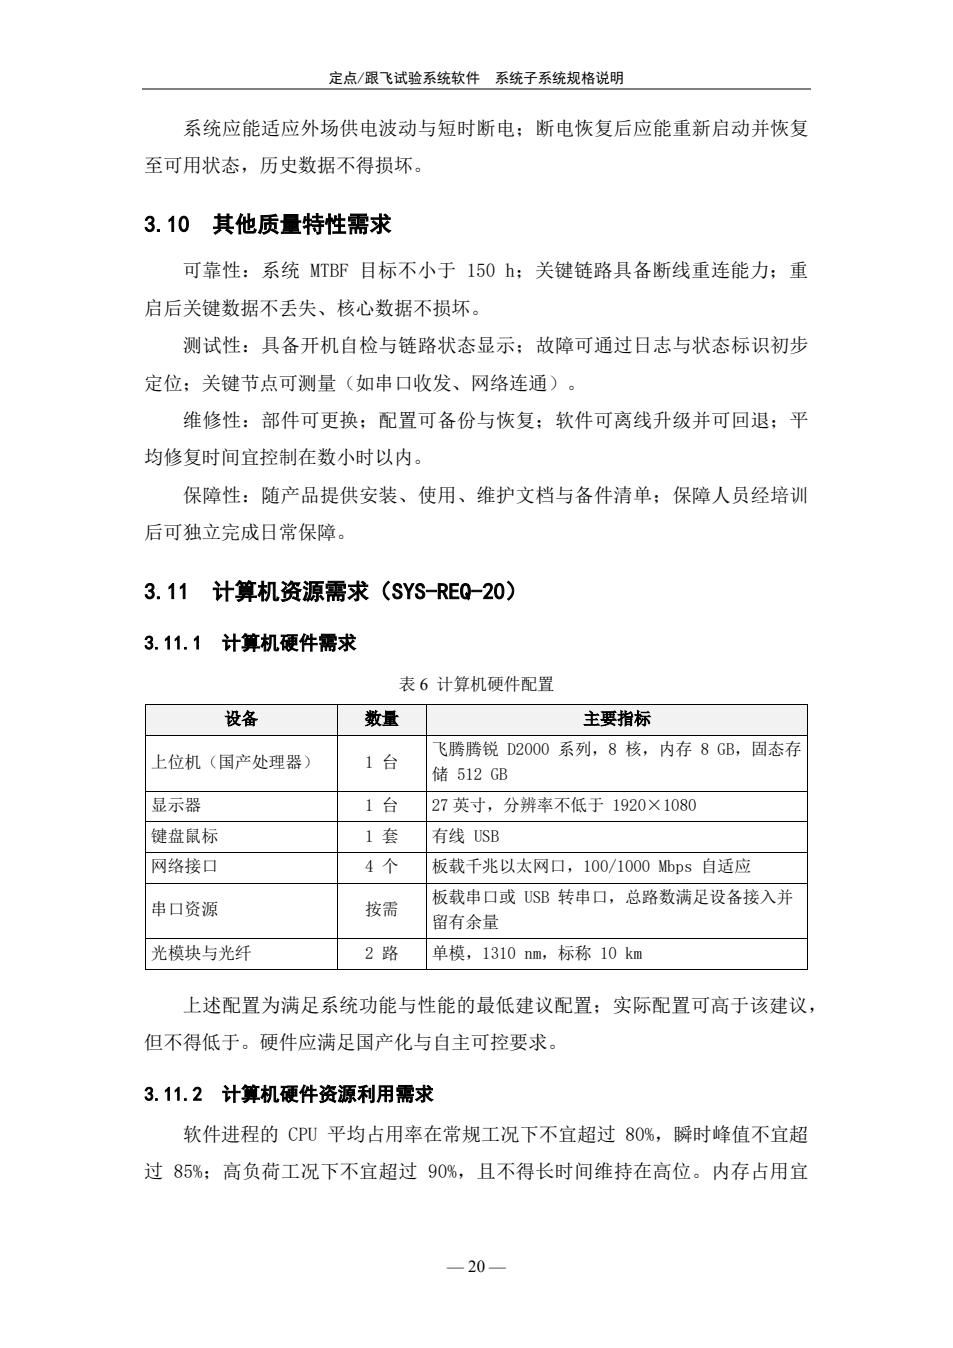 定点/跟飞试验系统软件　系统子系统规格说明
系统应能适应外场供电波动与短时断电；断电恢复后应能重新启动并恢复
至可用状态，历史数据不得损坏。
3.10　其他质量特性需求
可靠性：系统 MTBF 目标不小于 150 h；关键链路具备断线重连能力；重
启后关键数据不丢失、核心数据不损坏。
测试性：具备开机自检与链路状态显示；故障可通过日志与状态标识初步
定位；关键节点可测量（如串口收发、网络连通）。
维修性：部件可更换；配置可备份与恢复；软件可离线升级并可回退；平
均修复时间宜控制在数小时以内。
保障性：随产品提供安装、使用、维护文档与备件清单；保障人员经培训
后可独立完成日常保障。
3.11　计算机资源需求（SYS-REQ-20）
3.11.1　计算机硬件需求
表 6 计算机硬件配置
设备　数量　主要指标
上位机（国产处理器）　1 台　飞腾腾锐 D2000 系列，8 核，内存 8 GB，固态存
储 512 GB
显示器　1 台　27 英寸，分辨率不低于 1920×1080
键盘鼠标　1 套　有线 USB
网络接口　4 个　板载千兆以太网口，100/1000 Mbps 自适应
串口资源　按需　板载串口或 USB 转串口，总路数满足设备接入并
留有余量
光模块与光纤　2 路　单模，1310 nm，标称 10 km
上述配置为满足系统功能与性能的最低建议配置；实际配置可高于该建议，
但不得低于。硬件应满足国产化与自主可控要求。
3.11.2　计算机硬件资源利用需求
软件进程的 CPU 平均占用率在常规工况下不宜超过 80%，瞬时峰值不宜超
过 85%；高负荷工况下不宜超过 90%，且不得长时间维持在高位。内存占用宜
— 20 —